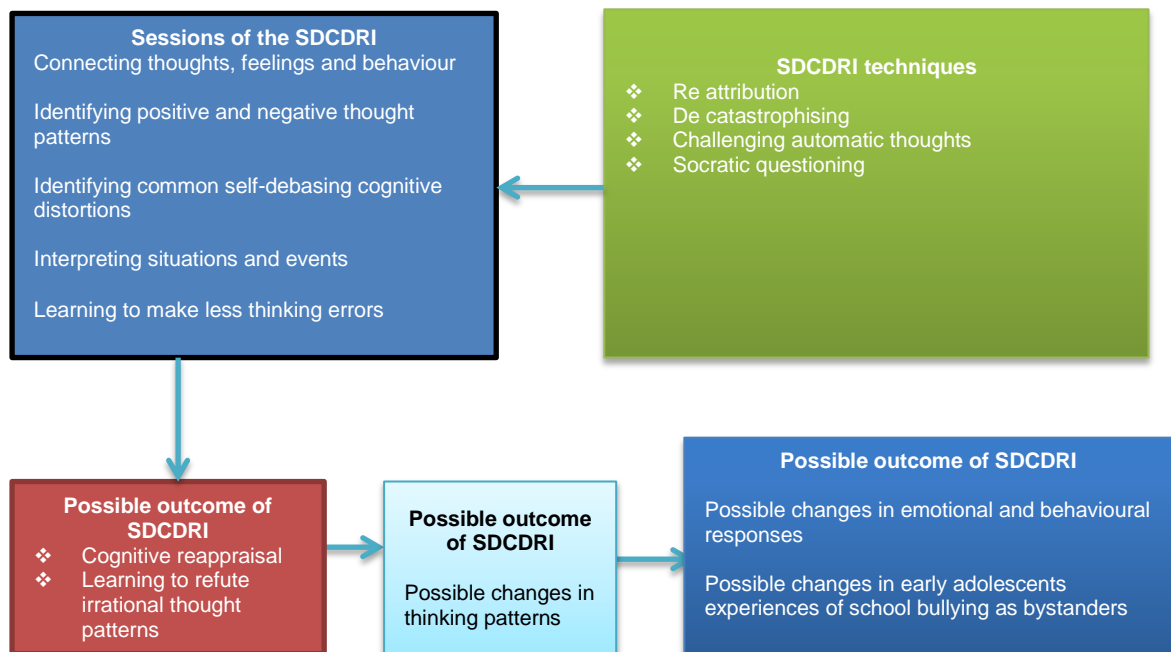 Sessions of the SDCDRI
Connecting thoughts, feelings and behaviour
Identifying positive and negative thought
patterns
Identifying common self-debasing cognitive
distortions
Interpreting situations and events
Learning to make less thinking errors
SDCDRI techniques
❖ Re attribution
❖ De catastrophising
❖ Challenging automatic thoughts
❖ Socratic questioning
Possible outcome of
SDCDRI
❖ Cognitive reappraisal
❖ Learning to refute
irrational thought
patterns
Possible outcome
of SDCDRI
Possible changes in
thinking patterns
Possible outcome of SDCDRI
Possible changes in emotional and behavioural
responses
Possible changes in early adolescents
experiences of school bullying as bystanders